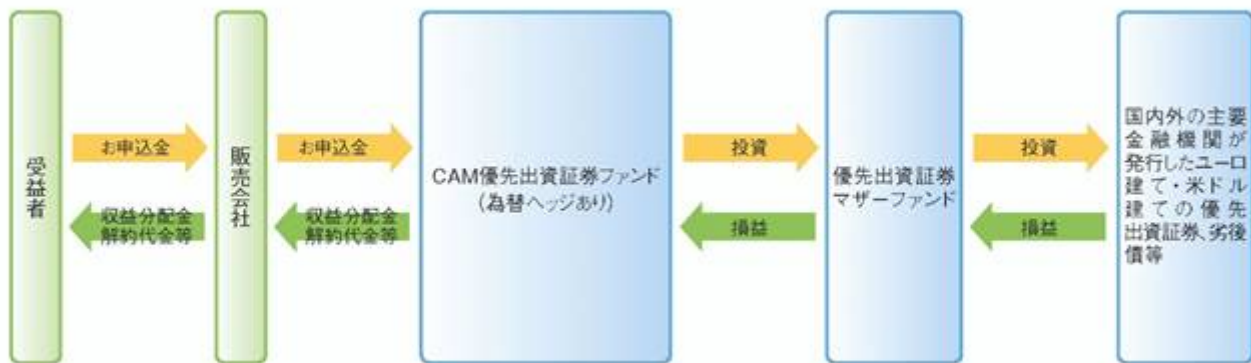 受益者
お申込金
収益分配金
解約代金等
販売会社
お申込金
収益分配金
解約代金等
CAM優先出資証券ファンド
(為替ヘッジあり)
投資
損益
優先出資証券
マザーファンド
投資
損益
国内外の主要
金融機関が
発行したユーロ
建て・米ドル
建ての優先
出資証券、劣後
債等